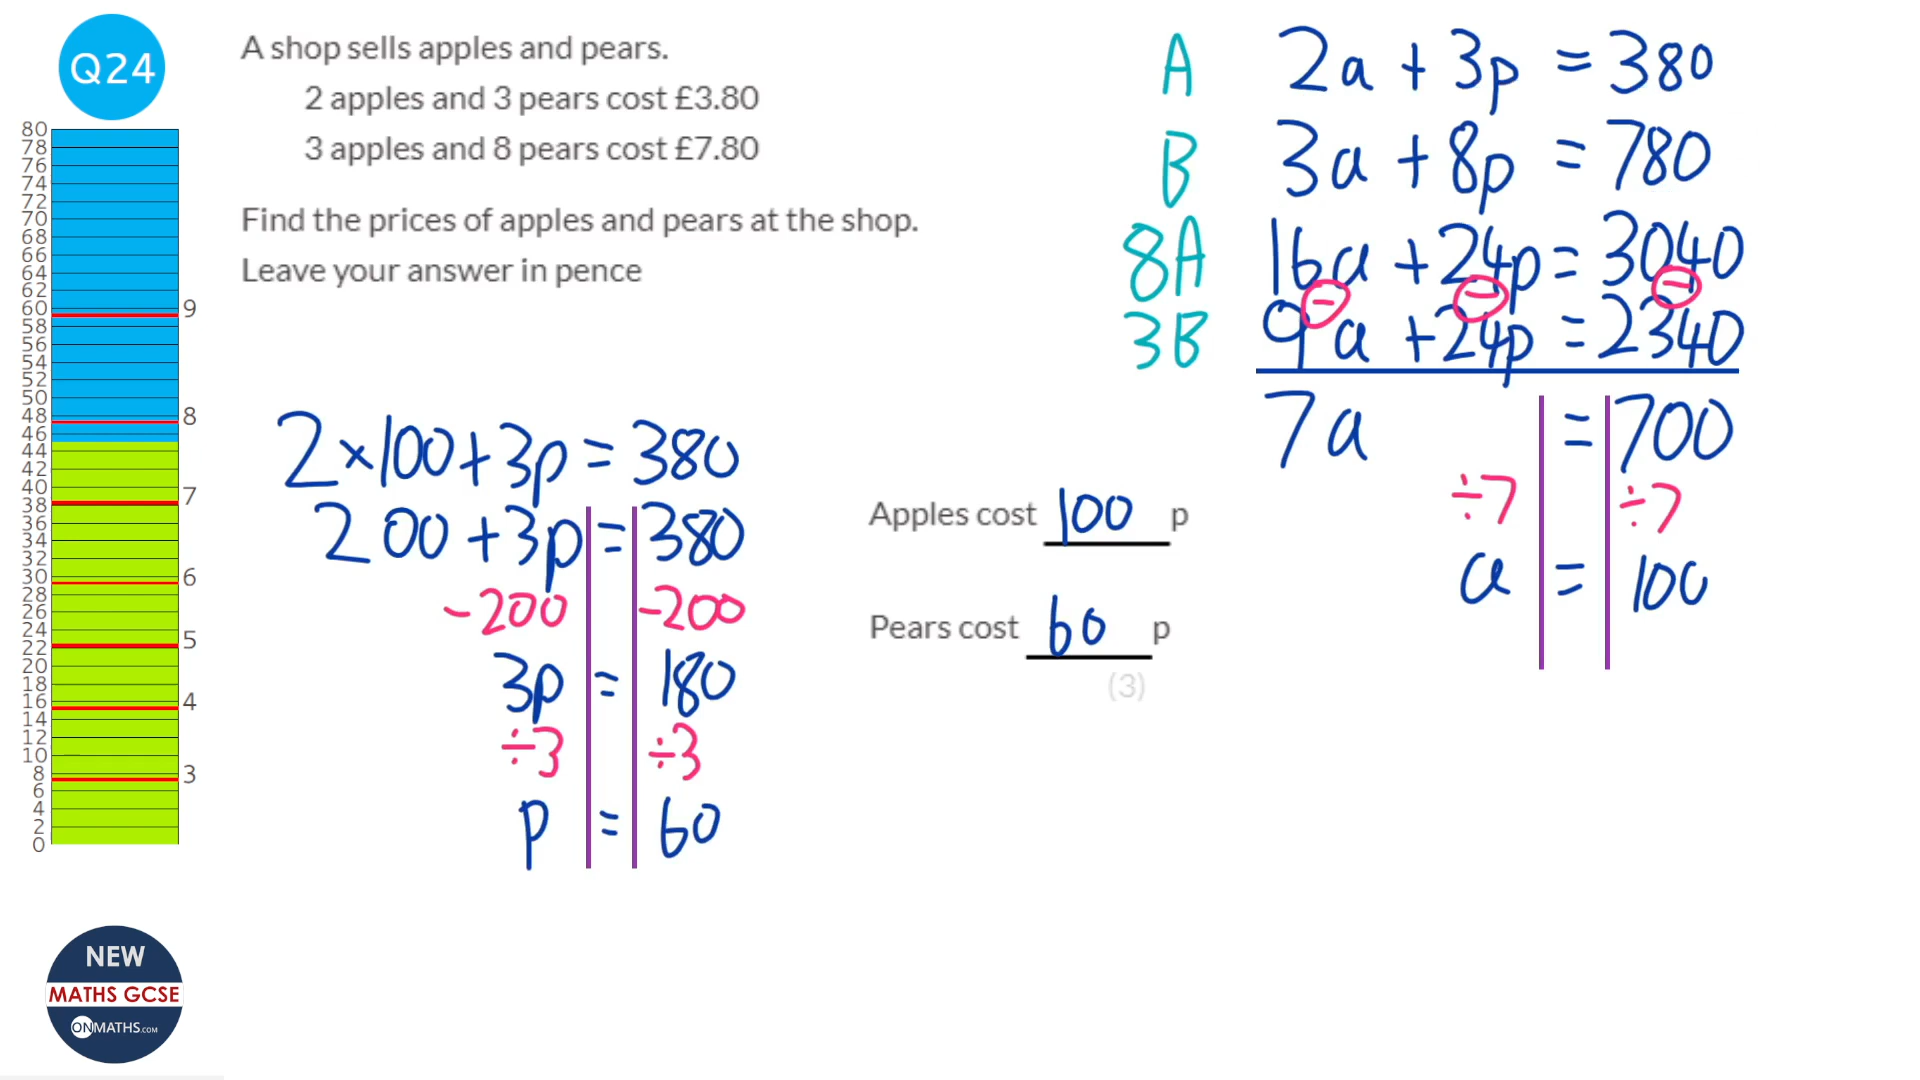 Q24
A shop sells apples and pears.
2 apples and 3 pears cost £3.80
3 apples and 8 pears cost £7.80
Find the prices of apples and pears at the shop.
Leave your answer in pence
80
78
76
74
72
70
68
66
64
62
60
58
56
54
52
50
48
46
44
42
40
38
36
34
32
30
28
26
24
22
20
18
16
14
12
10
8
6
4
2
0
9
8
7
6
5
4
3
A 2a + 3p = 380
B 3a + 8p = 780
8A 16a + 24p = 3040
- - -
3B 9a + 24p = 2340
7a = 700
÷7 ÷7
a = 100
2 × 100 + 3p = 380
200 + 3p = 380
-200 -200
3p = 180
÷3 ÷3
p = 60
Apples cost 100 p
Pears cost 60 p
(3)
NEW
MATHS GCSE
ONMATHS.COM